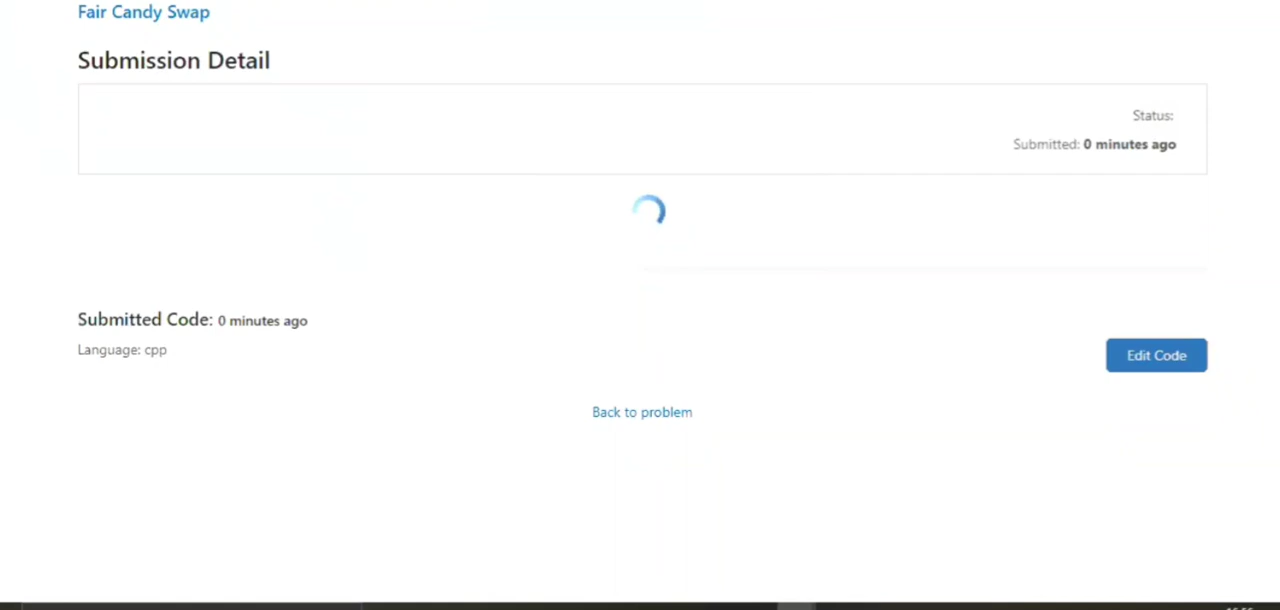 Fair Candy Swap
Submission Detail
Status:
Submitted: 0 minutes ago
Submitted Code: 0 minutes ago
Language: cpp
Edit Code
Back to problem